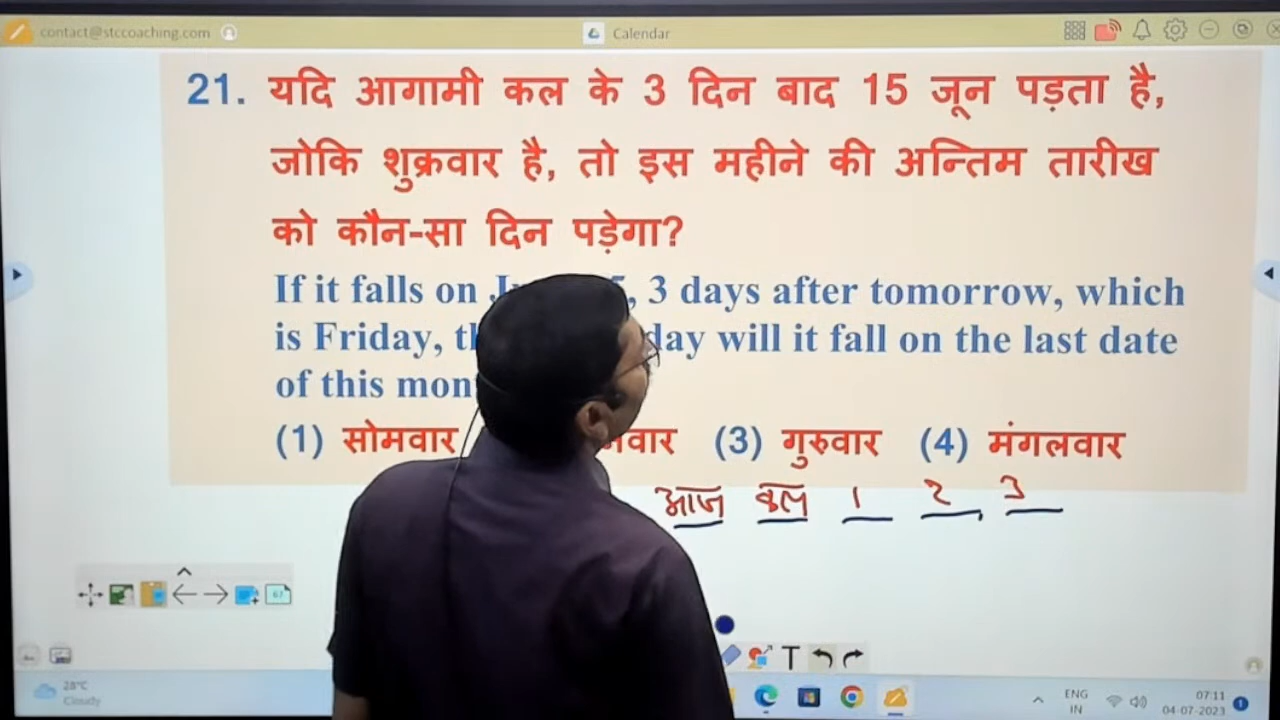 contact@stccoaching.com
Calendar
21. यदि आगामी कल के 3 दिन बाद 15 जून पड़ता है,
जोकि शुक्रवार है, तो इस महीने की अन्तिम तारीख
को कौन-सा दिन पड़ेगा?
If it falls on 3 days after tomorrow, which
is Friday, day will it fall on the last date
of this
(1) सोमवार (3) गुरुवार (4) मंगलवार
आज कल 1 2 3
67
T
28°C
Cloudy
ENG
IN
07:11
04-07-2023